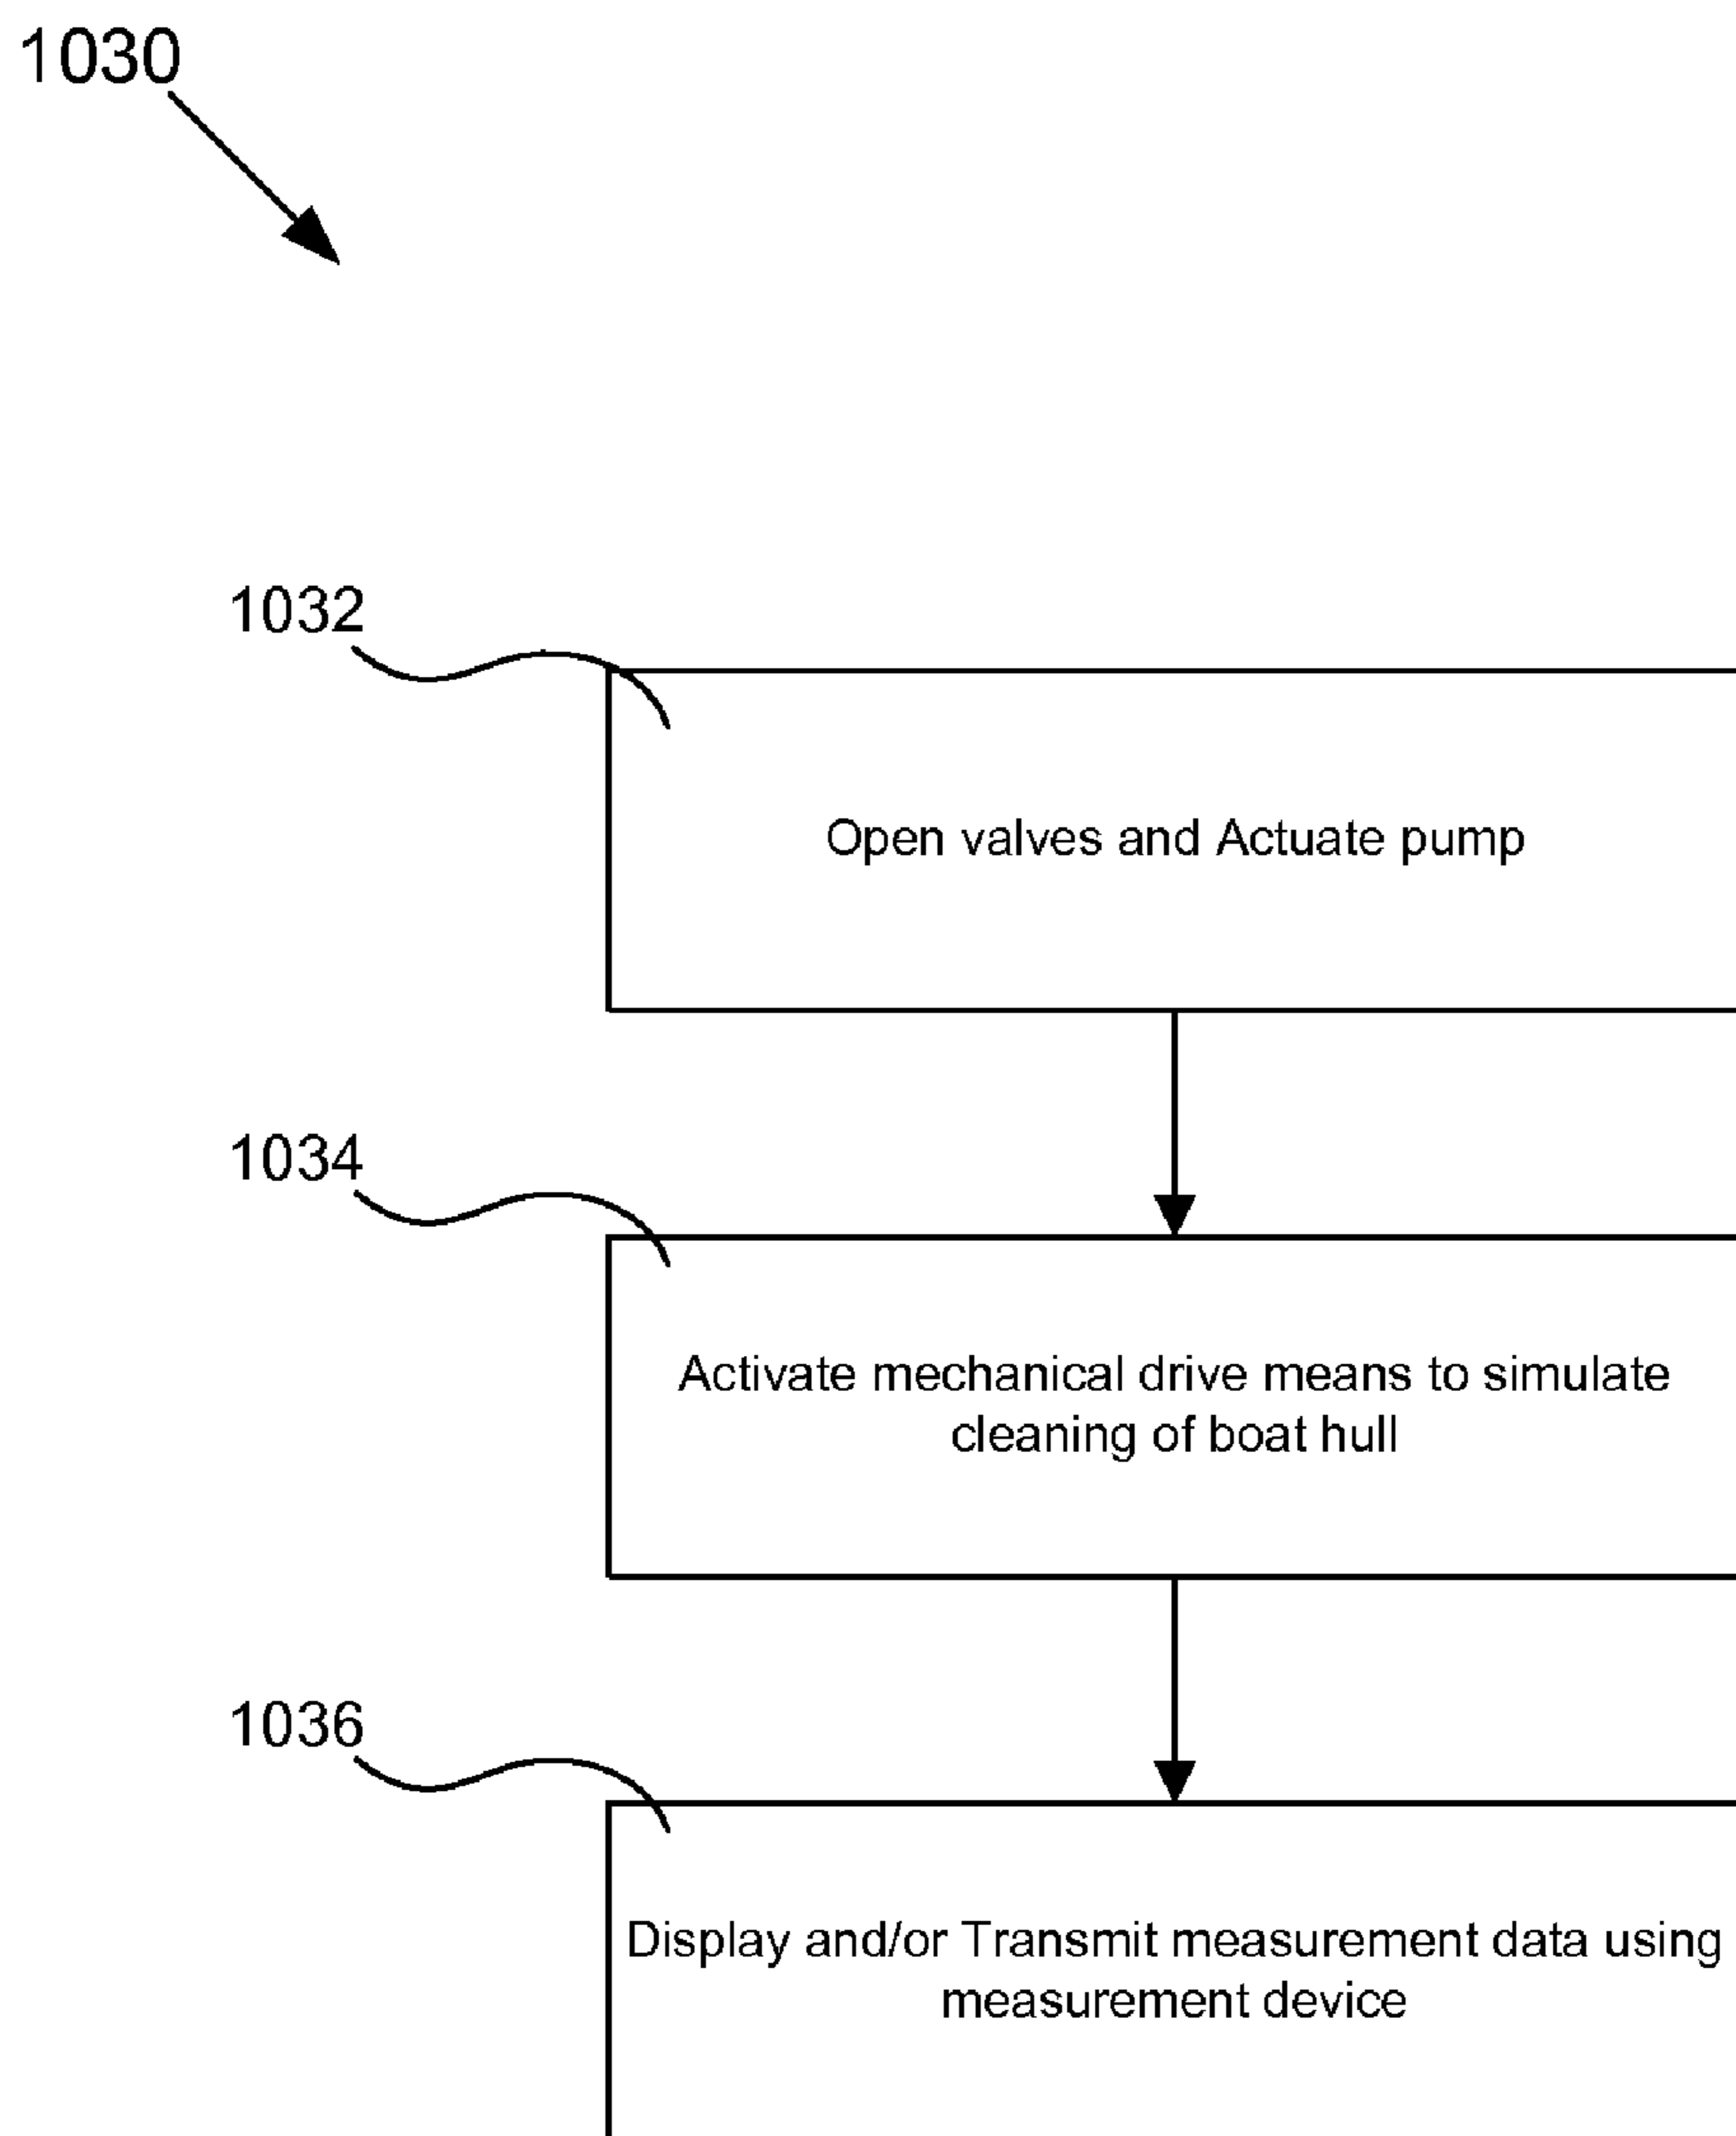 1030
1032
Open valves and Actuate pump
1034
Activate mechanical drive means to simulate
cleaning of boat hull
1036
Display and/or Transmit measurement data using
measurement device